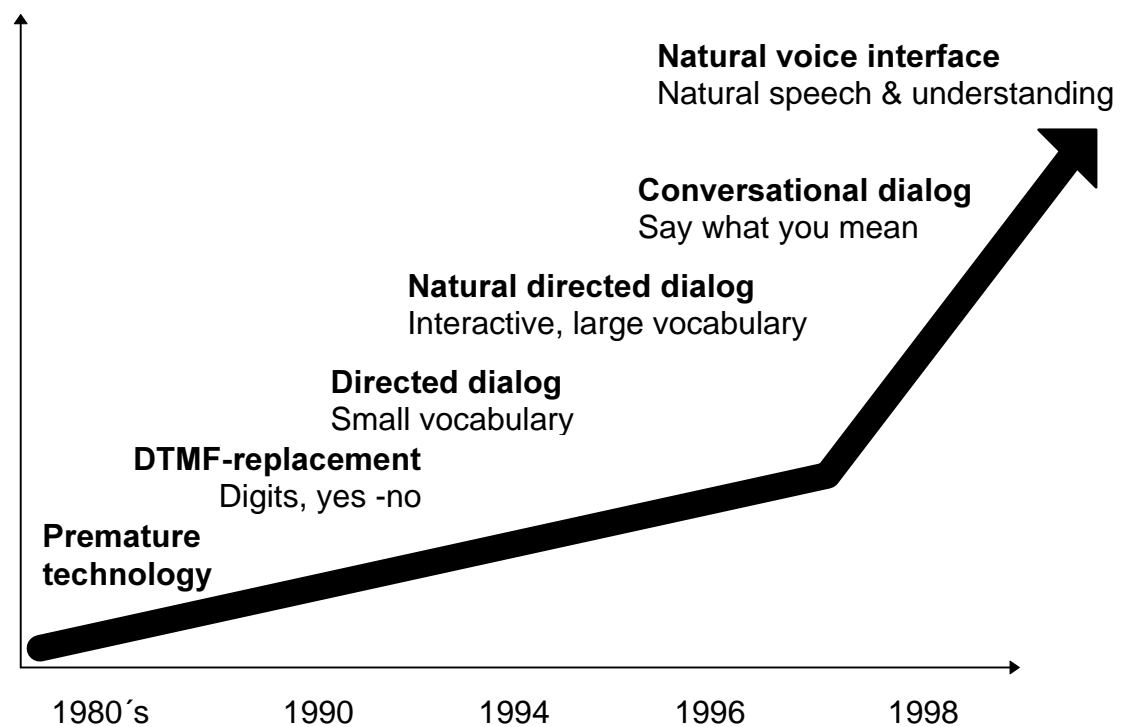 Natural voice interface
Natural speech & understanding
Conversational dialog
Say what you mean
Natural directed dialog
Interactive, large vocabulary
Directed dialog
Small vocabulary
DTMF-replacement
Digits, yes -no
Premature
technology
1980´s 1990 1994 1996 1998